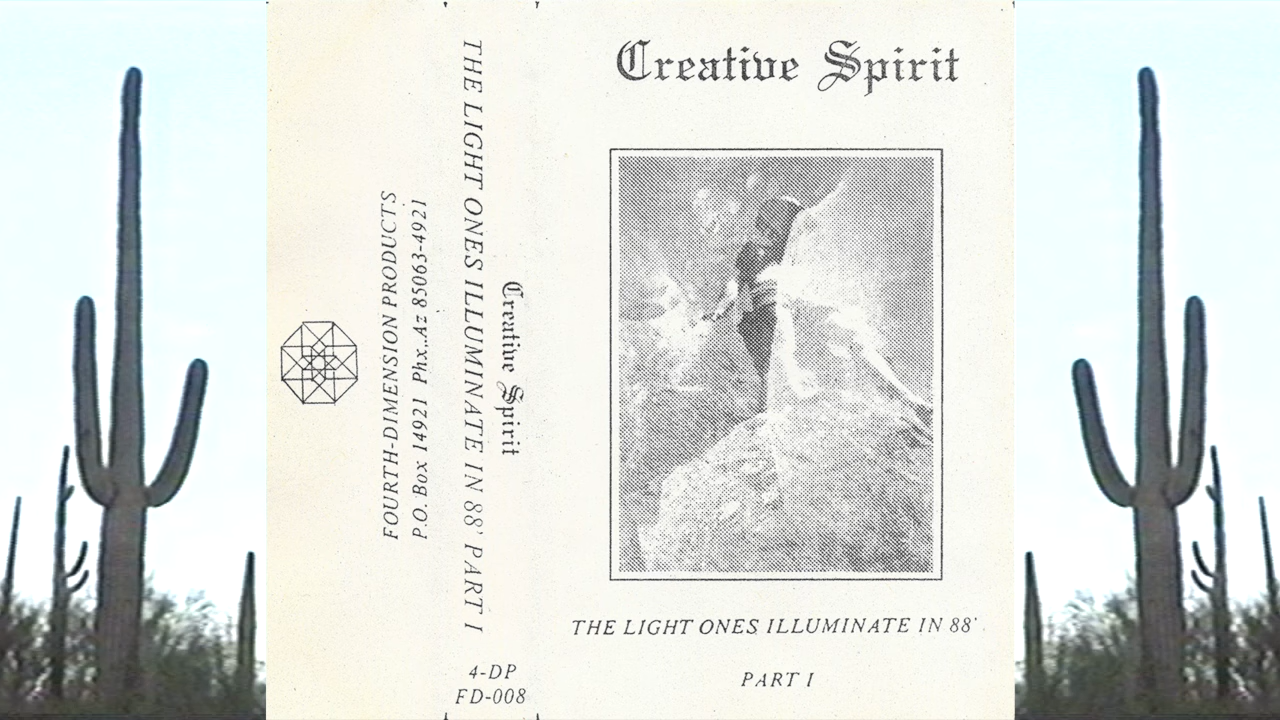 FOURTH-DIMENSION PRODUCTS
P.O. Box 14921 Phx., Az 85063-4921
THE LIGHT ONES ILLUMINATE IN 88' PART I
Creative Spirit
4-DP
FD-008
Creative Spirit
THE LIGHT ONES ILLUMINATE IN 88'
PART I